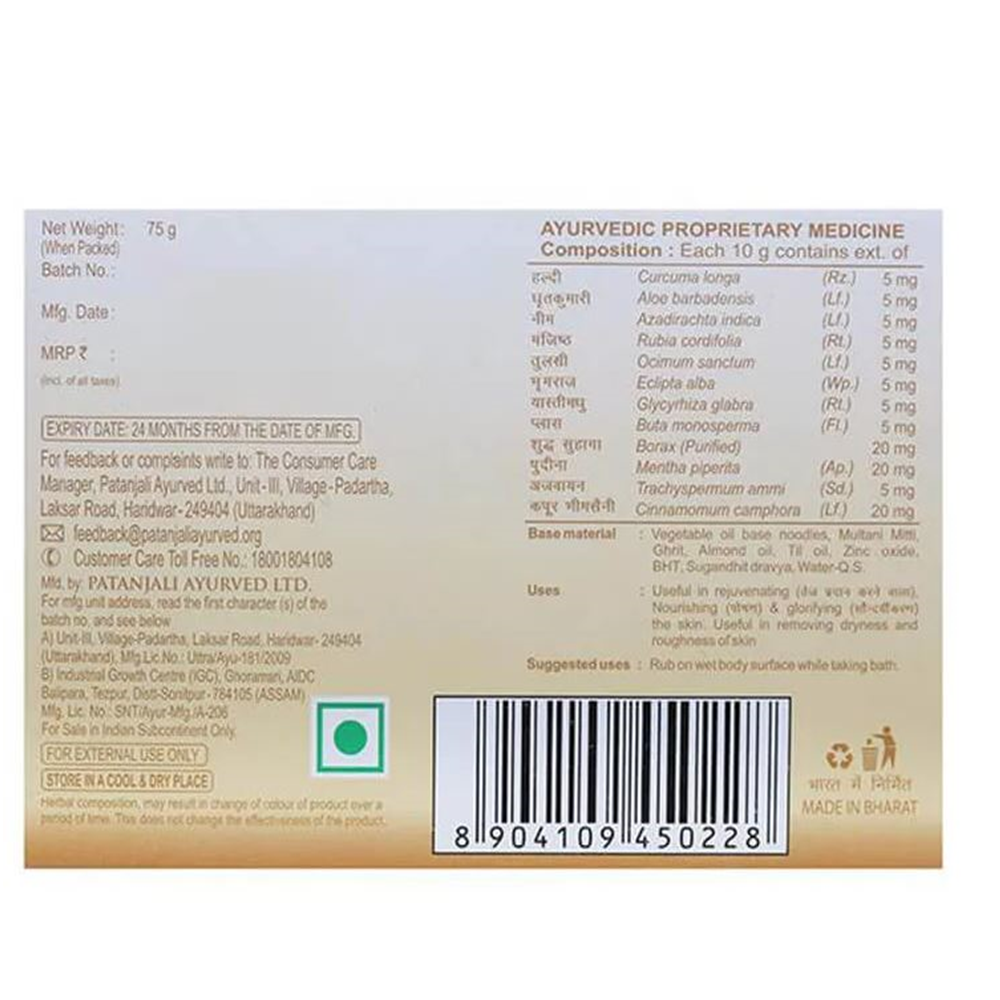 Net Weight: 75 g
(When Packed)
Batch No.:
Mfg. Date:
MRP ₹ :
(incl. of all taxes)
EXPIRY DATE: 24 MONTHS FROM THE DATE OF MFG.
For feedback or complaints write to: The Consumer Care
Manager, Patanjali Ayurved Ltd., Unit-III, Village-Padartha,
Laksar Road, Haridwar-249404 (Uttarakhand)
feedback@patanjaliayurved.org
Customer Care Toll Free No.: 18001804108
Mfd. by: PATANJALI AYURVED LTD.
For mfg unit address, read the first character (s) of the
batch no, and see below
A) Unit-III, Village-Padartha, Laksar Road, Haridwar- 249404
(Uttarakhand), Mfg.Lic.No.: Uttra/Ayu-181/2009
B) Industrial Growth Centre (IGC), Ghoramari, AIDC
Balipara, Tezpur, Distt-Sonitpur-784105 (ASSAM)
Mfg. Lic. No.: SNT/Ayur-Mfg./A-206
For Sale in Indian Subcontinent Only.
FOR EXTERNAL USE ONLY
STORE IN A COOL & DRY PLACE
Herbal composition, may result in change of colour of product over a
period of time. This does not change the effectiveness of the product.
AYURVEDIC PROPRIETARY MEDICINE
Composition : Each 10 g contains ext. of
हल्दी Curcuma longa (Rz.) 5 mg
घृतकुमारी Aloe barbadensis (Lf.) 5 mg
नीम Azadirachta indica (Lf.) 5 mg
मंजिष्ठ Rubia cordifolia (Rt.) 5 mg
तुलसी Ocimum sanctum (Lf.) 5 mg
भृंगराज Eclipta alba (Wp.) 5 mg
यास्तीमधु Glycyrhiza glabra (Rt.) 5 mg
प्लास Buta monosperma (Fl.) 5 mg
शुद्ध सुहागा Borax (Purified) 20 mg
पुदीना Mentha piperita (Ap.) 20 mg
अजवायन Trachyspermum ammi (Sd.) 5 mg
कपूर भीमसैनी Cinnamomum camphora (Lf.) 20 mg
Base material : Vegetable oil base noodles, Multani Mitti,
Ghrit, Almond oil, Til oil, Zinc oxide,
BHT, Sugandhit dravya, Water-Q.S.
Uses : Useful in rejuvenating (तेज प्रदान करने वाला),
Nourishing (पोषण) & glorifying (सौन्दर्यीकरण)
the skin. Useful in removing dryness and
roughness of skin
Suggested uses : Rub on wet body surface while taking bath.
8 904109 450228
भारत में निर्मित
MADE IN BHARAT